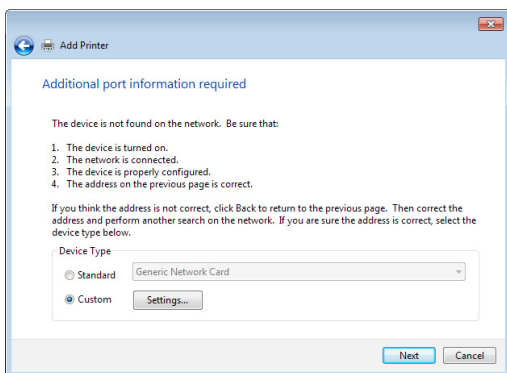 Add Printer
Additional port information required
The device is not found on the network. Be sure that:
1. The device is turned on.
2. The network is connected.
3. The device is properly configured.
4. The address on the previous page is correct.
If you think the address is not correct, click Back to return to the previous page. Then correct the
address and perform another search on the network. If you are sure the address is correct, select the
device type below.
Device Type
Standard
Generic Network Card
Custom
Settings...
Next
Cancel